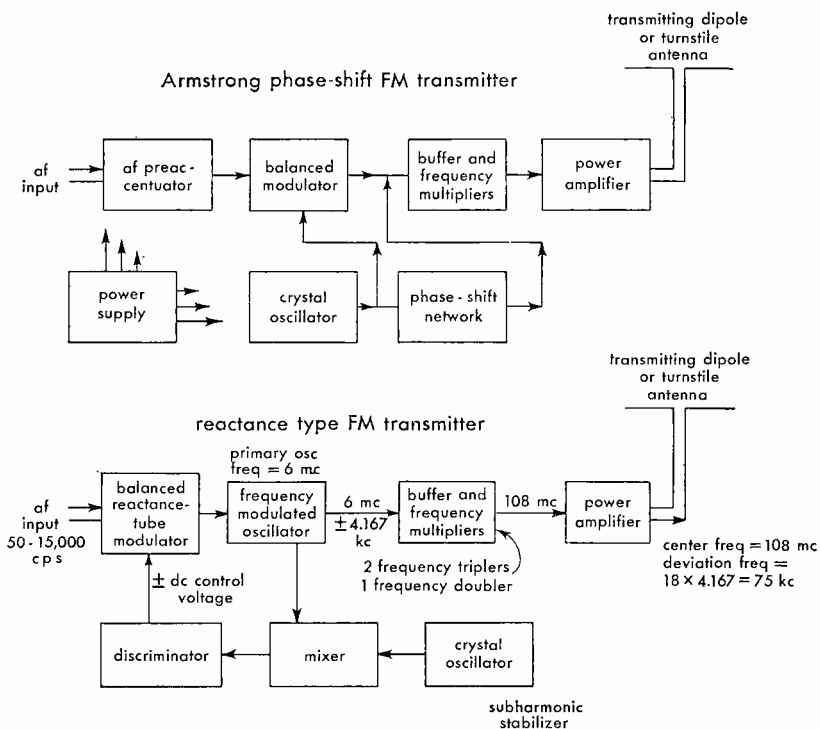 transmitting dipole
or turnstile
antenna
Armstrong phase-shift FM transmitter
af
input
af preac-
centuator
balanced
modulator
buffer and
frequency
multipliers
power
amplifier
power
supply
crystal
oscillator
phase-shift
network
transmitting dipole
or turnstile
antenna
reactance type FM transmitter
primary osc
freq = 6 mc
af
input
50-15,000
cps
balanced
reactance-
tube
modulator
frequency
modulated
oscillator
6 mc
± 4.167
kc
buffer and
frequency
multipliers
108 mc
power
amplifier
2 frequency triplers
1 frequency doubler
center freq = 108 mc
deviation freq =
18 × 4.167 = 75 kc
± dc control
voltage
discriminator
mixer
crystal
oscillator
subharmonic
stabilizer